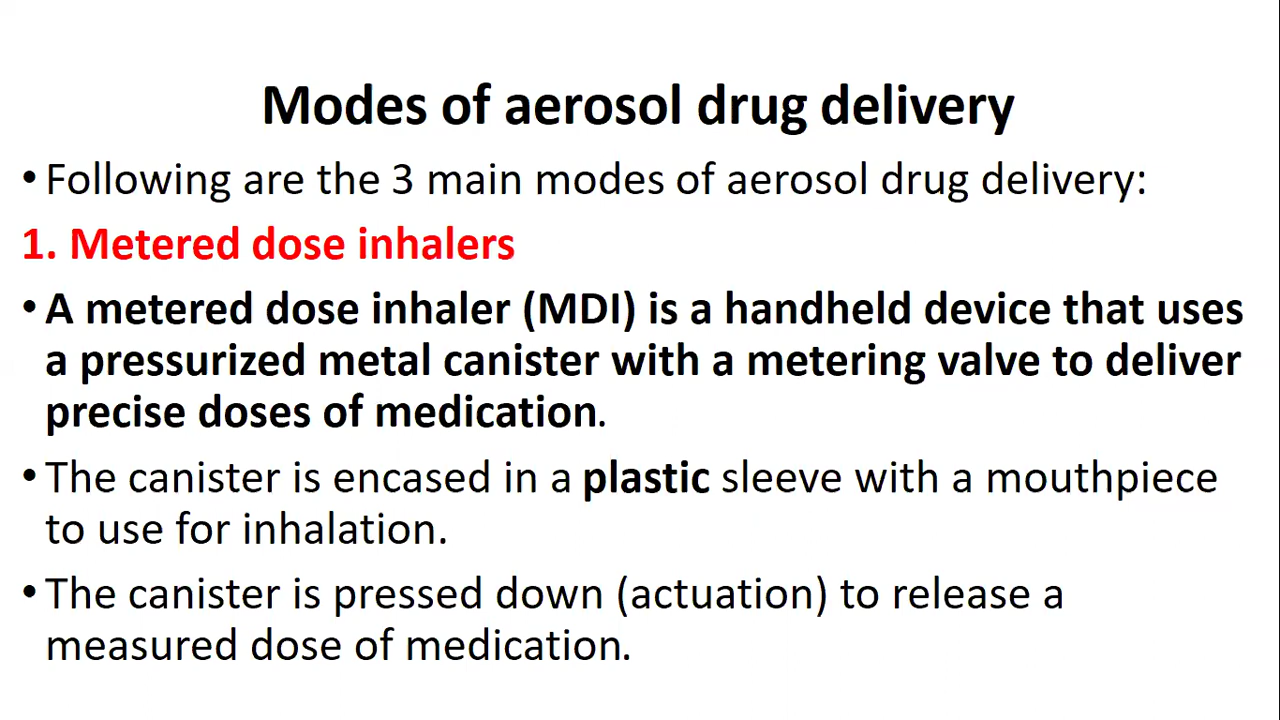 Modes of aerosol drug delivery
• Following are the 3 main modes of aerosol drug delivery:
1. Metered dose inhalers
• A metered dose inhaler (MDI) is a handheld device that uses
a pressurized metal canister with a metering valve to deliver
precise doses of medication.
• The canister is encased in a plastic sleeve with a mouthpiece
to use for inhalation.
• The canister is pressed down (actuation) to release a
measured dose of medication.